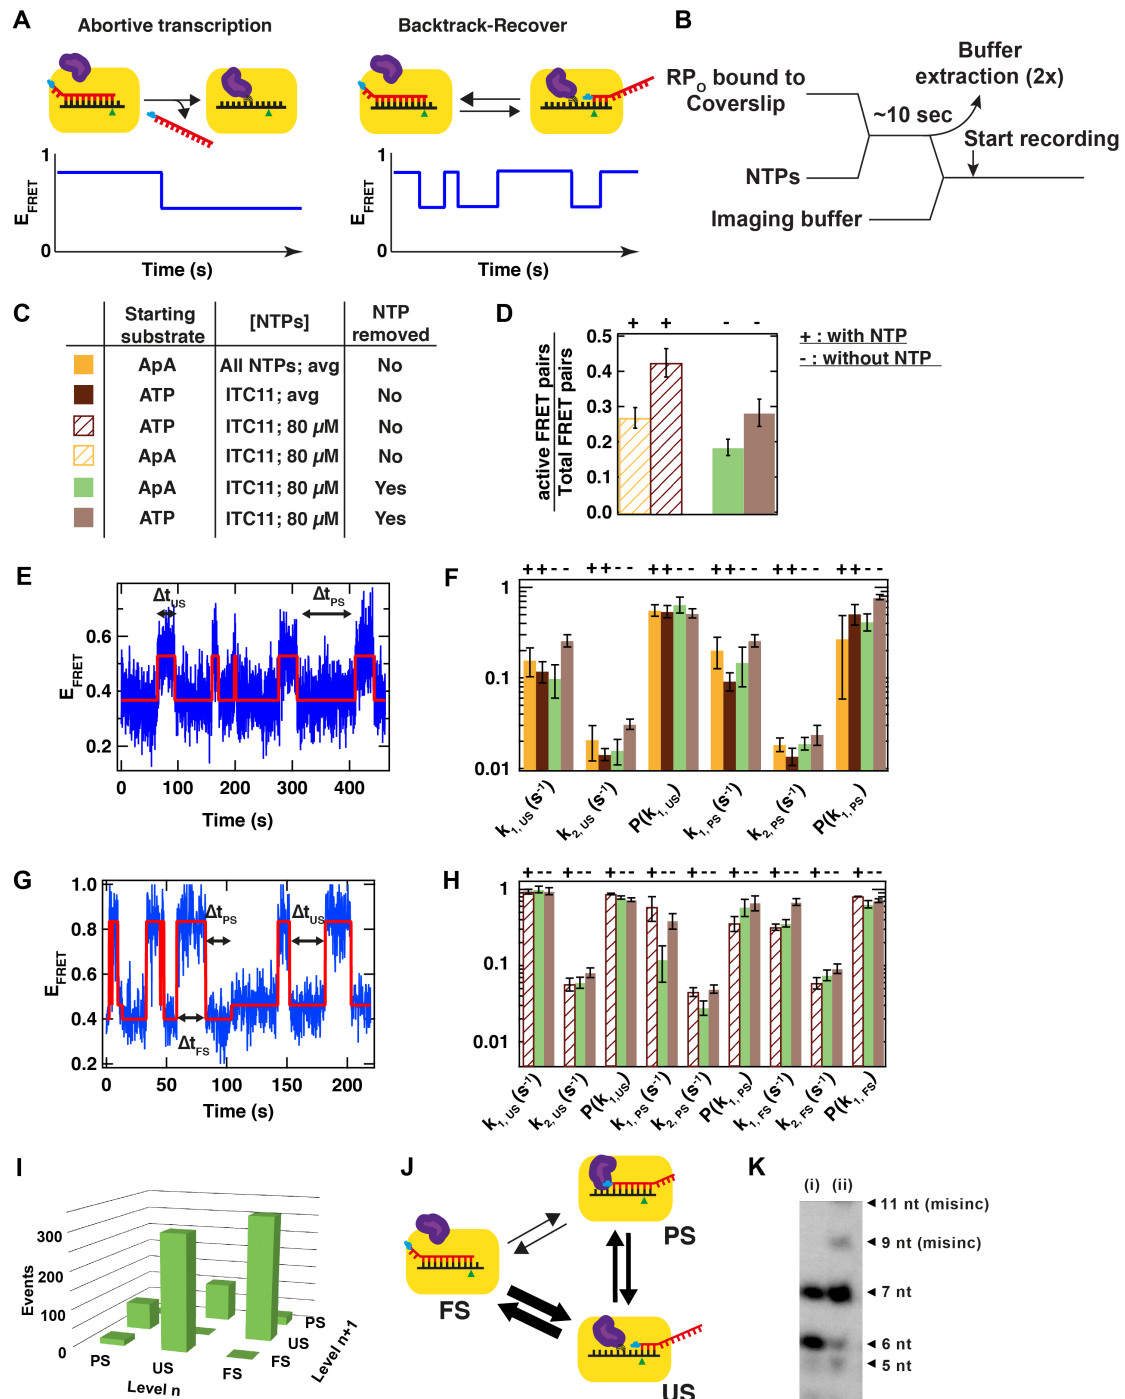 A
Abortive transcription
Backtrack-Recover
1
E FRET
0
Time (s)
1
E FRET
0
Time (s)
B
RPO bound to
Coverslip
NTPs
Imaging buffer
~10 sec
Buffer
extraction (2x)
Start recording
C
Starting substrate | [NTPs] | NTP removed
ApA | All NTPs; avg | No
ATP | ITC11; avg | No
ATP | ITC11; 80 µM | No
ApA | ITC11; 80 µM | No
ApA | ITC11; 80 µM | Yes
ATP | ITC11; 80 µM | Yes
D
+ + - -
active FRET pairs
Total FRET pairs
0.5
0.4
0.3
0.2
0.1
0.0
+ : with NTP
- : without NTP
E
ΔtUS
ΔtPS
E FRET
0.6
0.4
0.2
0 100 200 300 400
Time (s)
F
++-- ++-- ++-- ++-- ++-- ++--
1
0.1
0.01
k1, US (s-1)
k2, US (s-1)
P(k1, US)
k1, PS (s-1)
k2, PS (s-1)
P(k1, PS)
G
1.0
0.8
0.6
0.4
0.2
E FRET
ΔtPS
ΔtUS
ΔtFS
0 50 100 150 200
Time (s)
H
+-- +-- +-- +-- +-- +-- +-- +-- +--
1
0.1
0.01
k1, US (s-1)
k2, US (s-1)
P(k1,US)
k1, PS (s-1)
k2, PS (s-1)
P(k1, PS)
k1, FS (s-1)
k2, FS (s-1)
P(k1, FS)
I
Events
300
200
100
0
PS
US
FS
Level n
PS
US
FS
Level n+1
J
PS
FS
US
K
(i) (ii)
11 nt (misinc)
9 nt (misinc)
7 nt
6 nt
5 nt